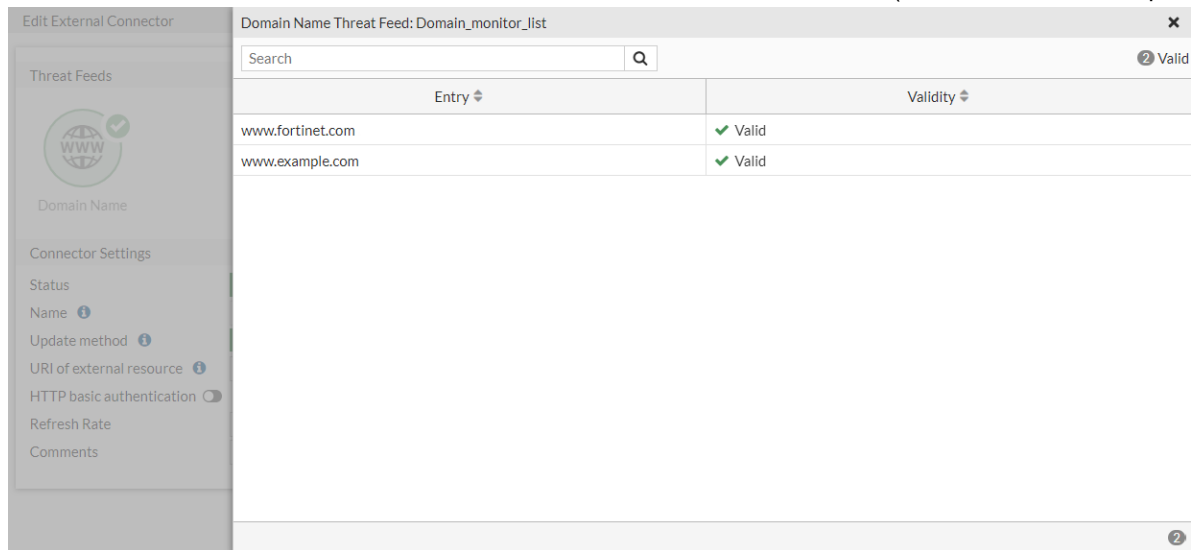 Edit External Connector
Domain Name Threat Feed: Domain_monitor_list
Search
2 Valid
Threat Feeds
Entry
Validity
www.fortinet.com
Valid
www.example.com
Valid
WWW
Domain Name
Connector Settings
Status
Name
Update method
URI of external resource
HTTP basic authentication
Refresh Rate
Comments
2